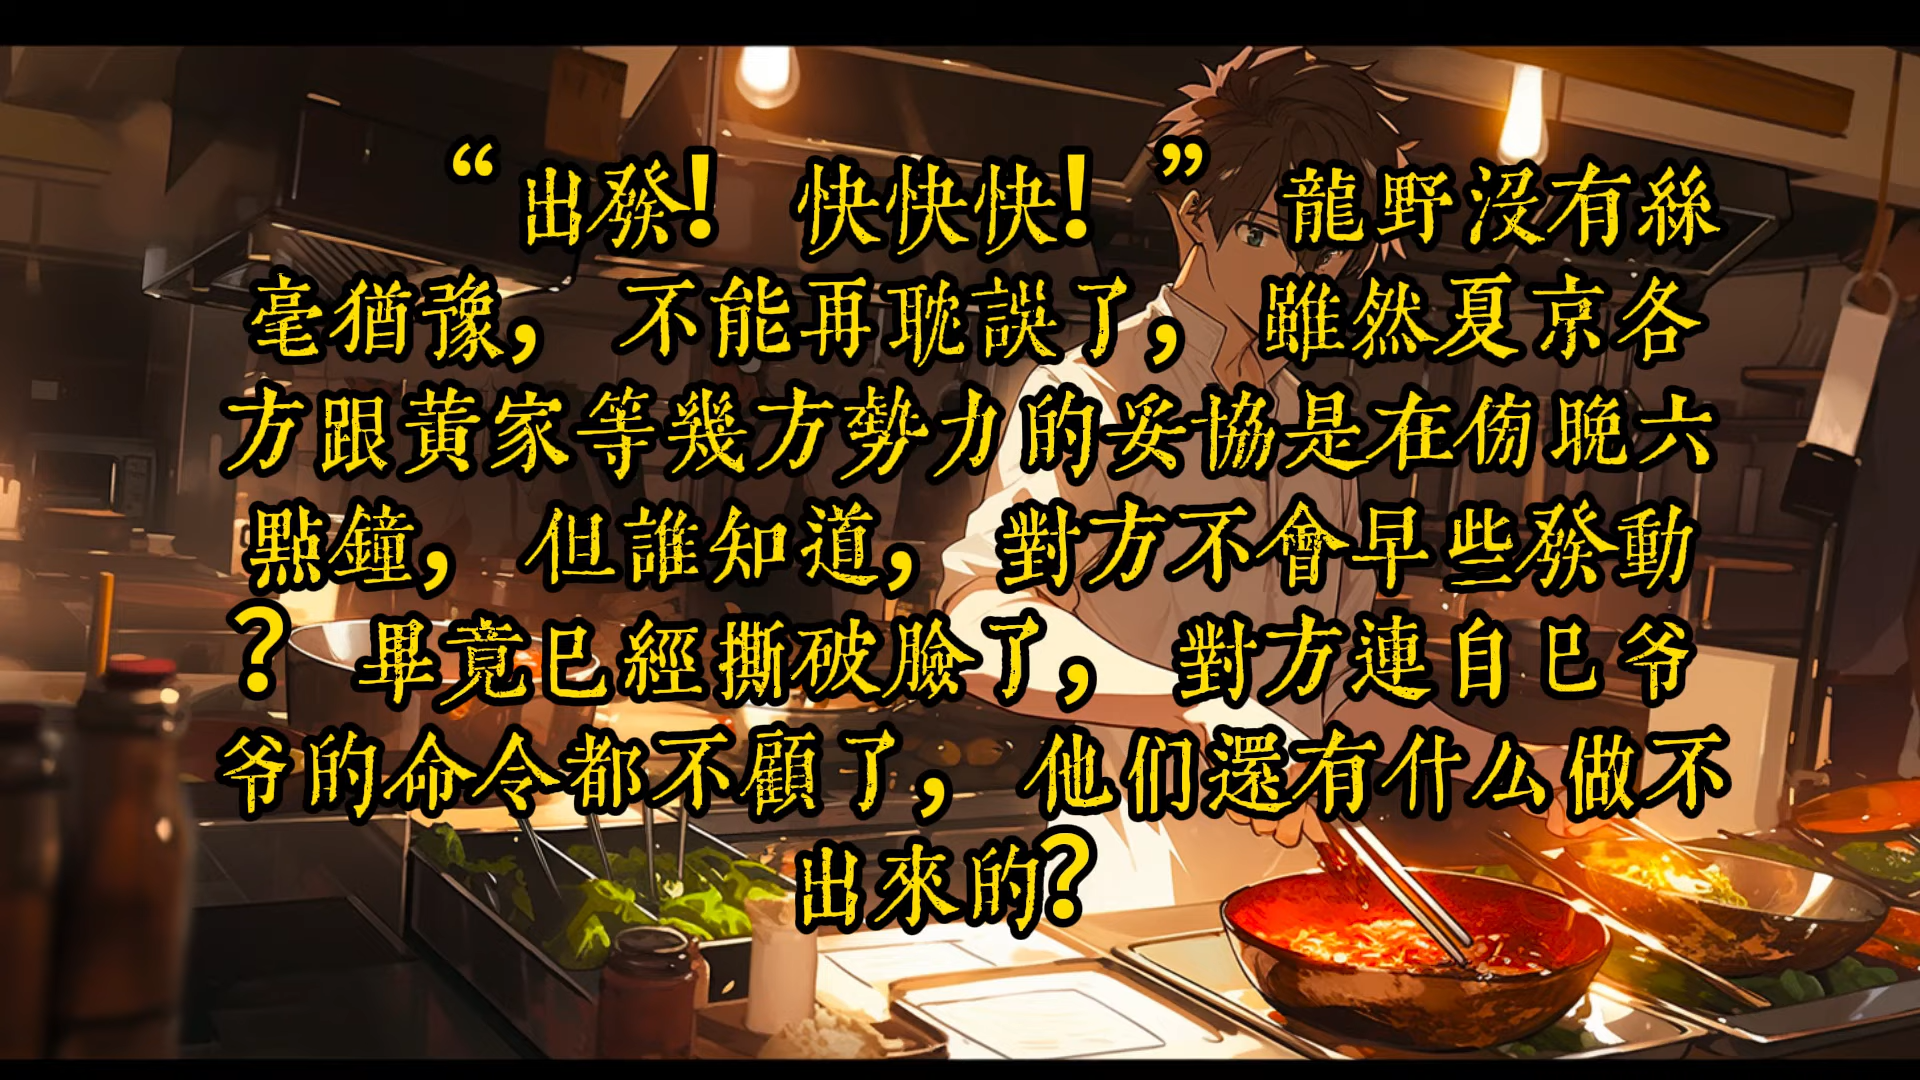 “出發！快快快！”龍野沒有絲
毫猶豫，不能再耽誤了，雖然夏京各
方跟黃家等幾方勢力的妥協是在傍晚六
點鐘，但誰知道，對方不會早些發動
？畢竟已經撕破臉了，對方連自己爺
爺的命令都不顧了，他们還有什么做不
出來的？